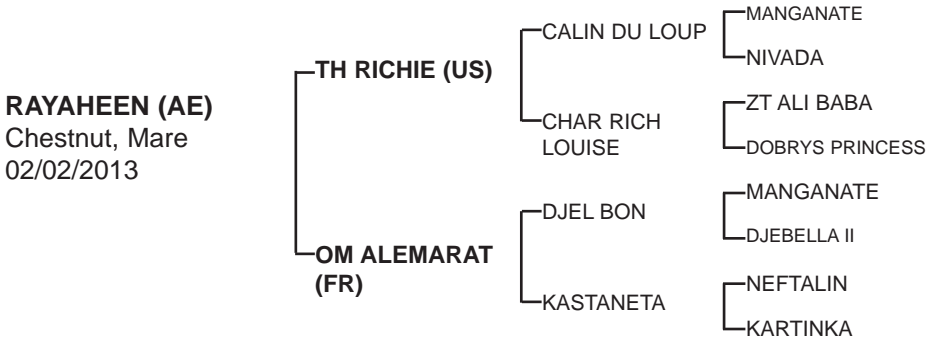 RAYAHEEN (AE)
Chestnut, Mare
02/02/2013
TH RICHIE (US)
OM ALEMARAT
(FR)
CALIN DU LOUP
CHAR RICH
LOUISE
DJEL BON
KASTANETA
MANGANATE
NIVADA
ZT ALI BABA
DOBRYS PRINCESS
MANGANATE
DJEBELLA II
NEFTALIN
KARTINKA